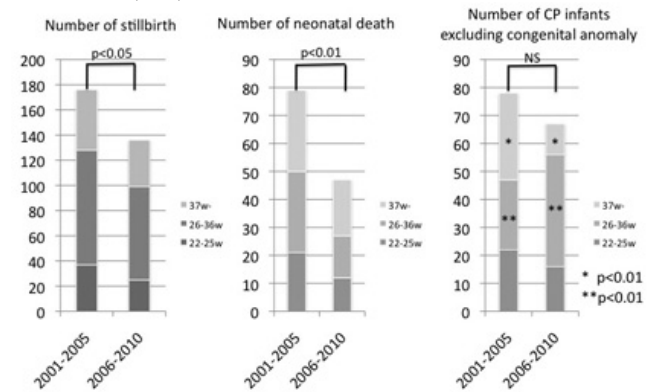 Number of stillbirth
p<0.05
200
180
160
140
120
100
80
60
40
20
0
37w-
26-36w
22-25w
2001-2005
2006-2010
Number of neonatal death
p<0.01
90
80
70
60
50
40
30
20
10
0
37w-
26-36w
22-25w
2001-2005
2006-2010
Number of CP infants
excluding congenital anomaly
NS
90
80
70
60
50
40
30
20
10
0
*
*
**
**
37w-
26-36w
22-25w
* p<0.01
**p<0.01
2001-2005
2006-2010